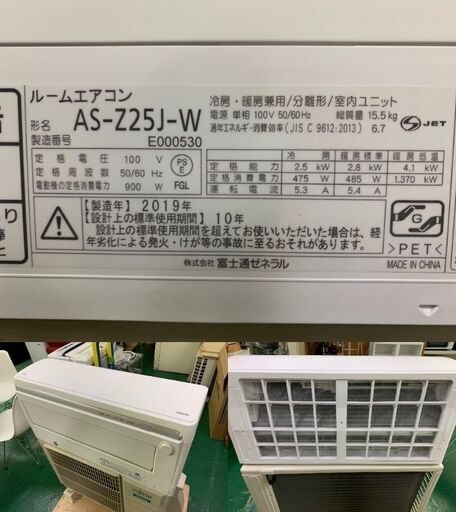 ルームエアコン
形名 AS-Z25J-W
製造番号 E000530
冷房・暖房兼用/分離形/室内ユニット
電源 単相 100V 50/60Hz 総質量 15.5kg
通年エネルギー消費効率(JIS C 9612:2013) 6.7
JET
定格電圧 100 V
定格周波数 50/60 Hz
電動機の定格消費電力 900 W
PSE
FGL
冷房 暖房標準 暖房低温
定格能力 2.5 kW 2.8 kW 4.1 kW
定格消費電力 475 W 485 W 1,370 kW
運転電流 5.3 A 5.4 A
【製造年】2019年
【設計上の標準使用期間】10年
設計上の標準使用期間を超えてお使いいただいた場合は、経
年劣化による発火・けが等の事故に至るおそれがあります。
株式会社 富士通ゼネラル
G
>PET<
MADE IN CHINA